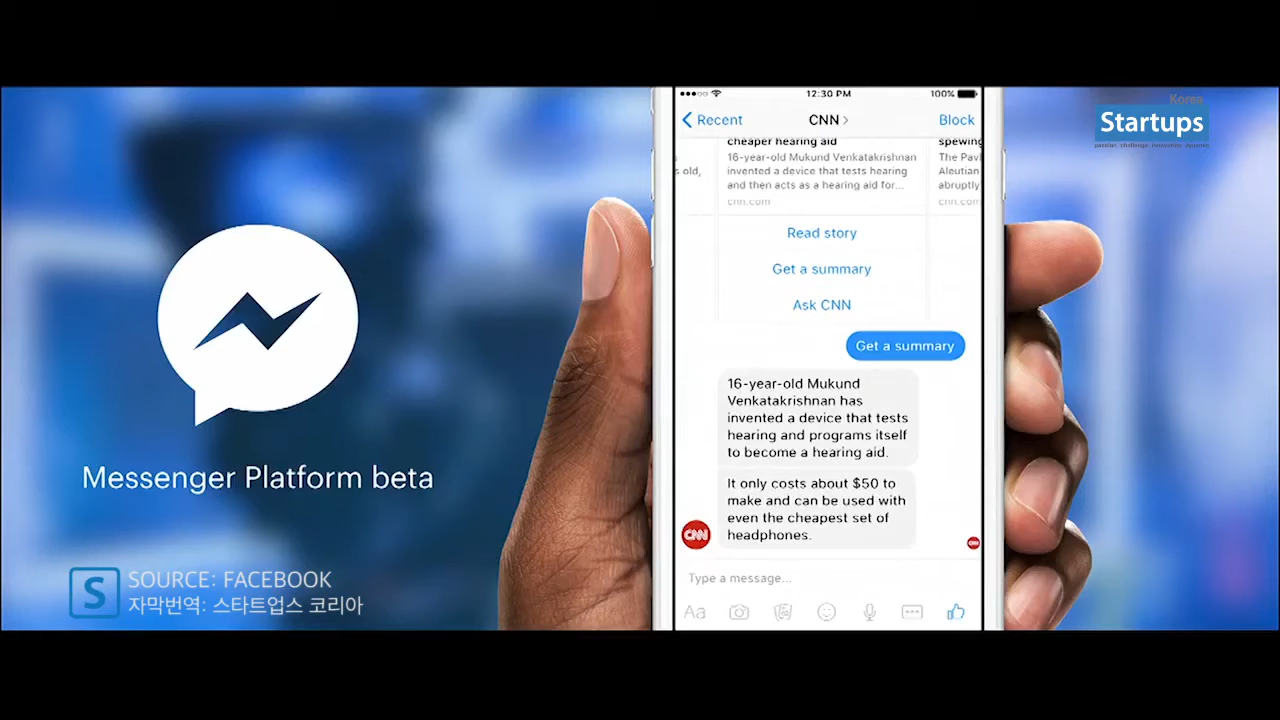 Korea
Startups
12:30 PM
100%
Recent
CNN
Block
cheaper hearing aid
16-year-old Mukund Venkatakrishnan
invented a device that tests hearing
and then acts as a hearing aid for...
cnn.com
s old,
spewing
The Pavl
Aleutian
abruptly
cnn.com
Read story
Get a summary
Ask CNN
Get a summary
16-year-old Mukund
Venkatakrishnan has
invented a device that tests
hearing and programs itself
to become a hearing aid.
It only costs about $50 to
make and can be used with
even the cheapest set of
headphones.
CNN
CNN
Type a message...
Aa
Messenger Platform beta
S
SOURCE: FACEBOOK
자막번역: 스타트업스 코리아